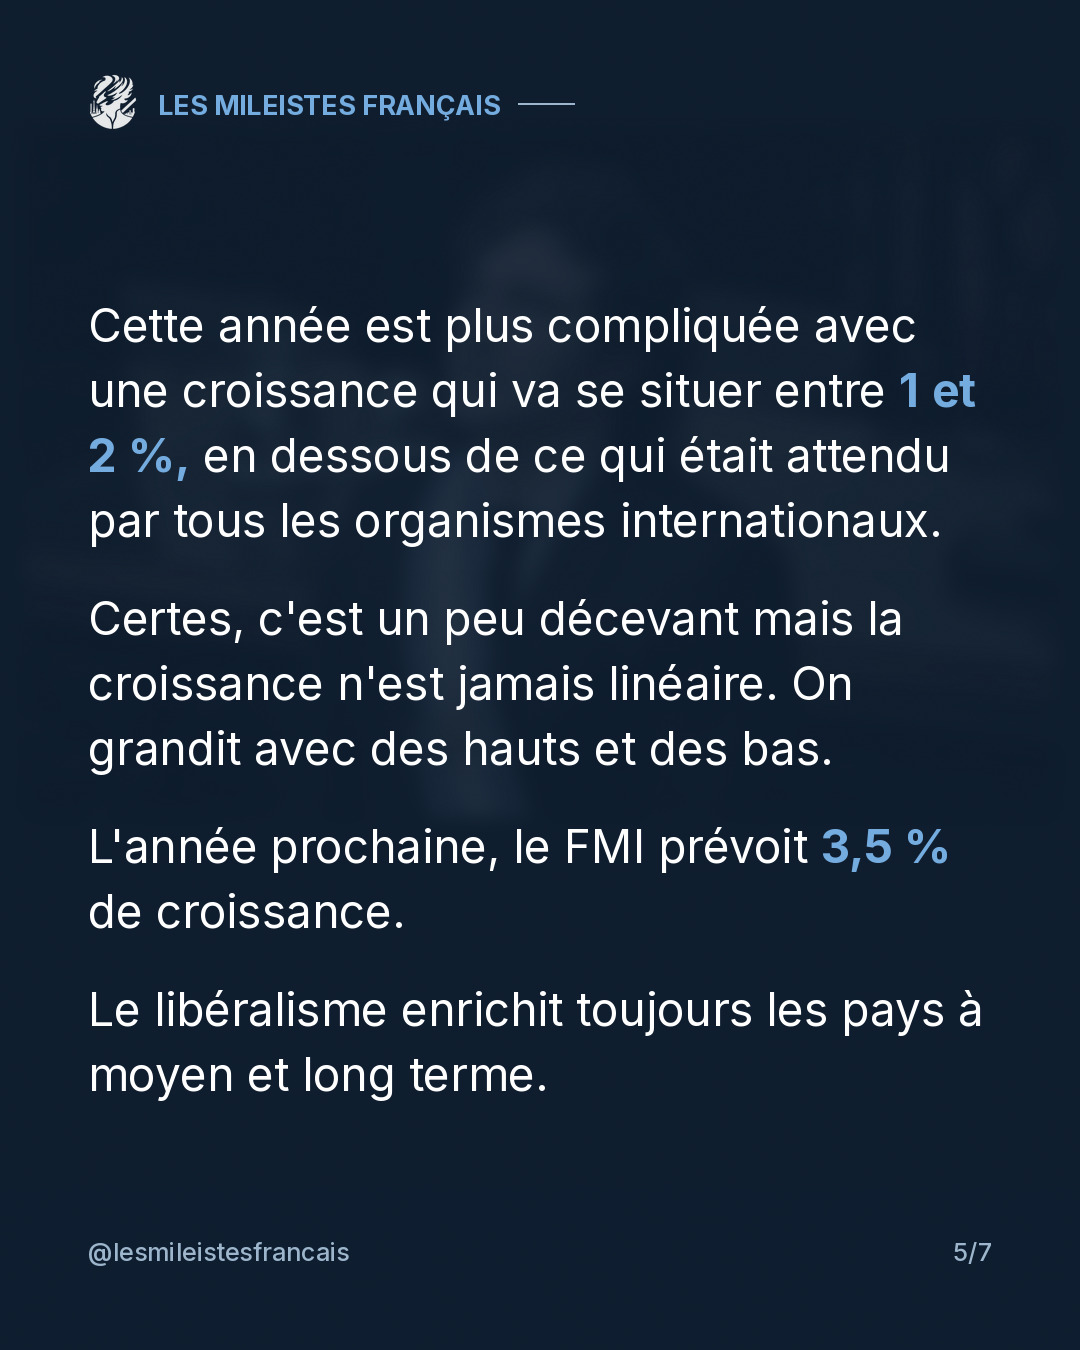 LES MILEISTES FRANÇAIS
Cette année est plus compliquée avec
une croissance qui va se situer entre 1 et
2 %, en dessous de ce qui était attendu
par tous les organismes internationaux.
Certes, c'est un peu décevant mais la
croissance n'est jamais linéaire. On
grandit avec des hauts et des bas.
L'année prochaine, le FMI prévoit 3,5 %
de croissance.
Le libéralisme enrichit toujours les pays à
moyen et long terme.
@lesmileistesfrancais
5/7